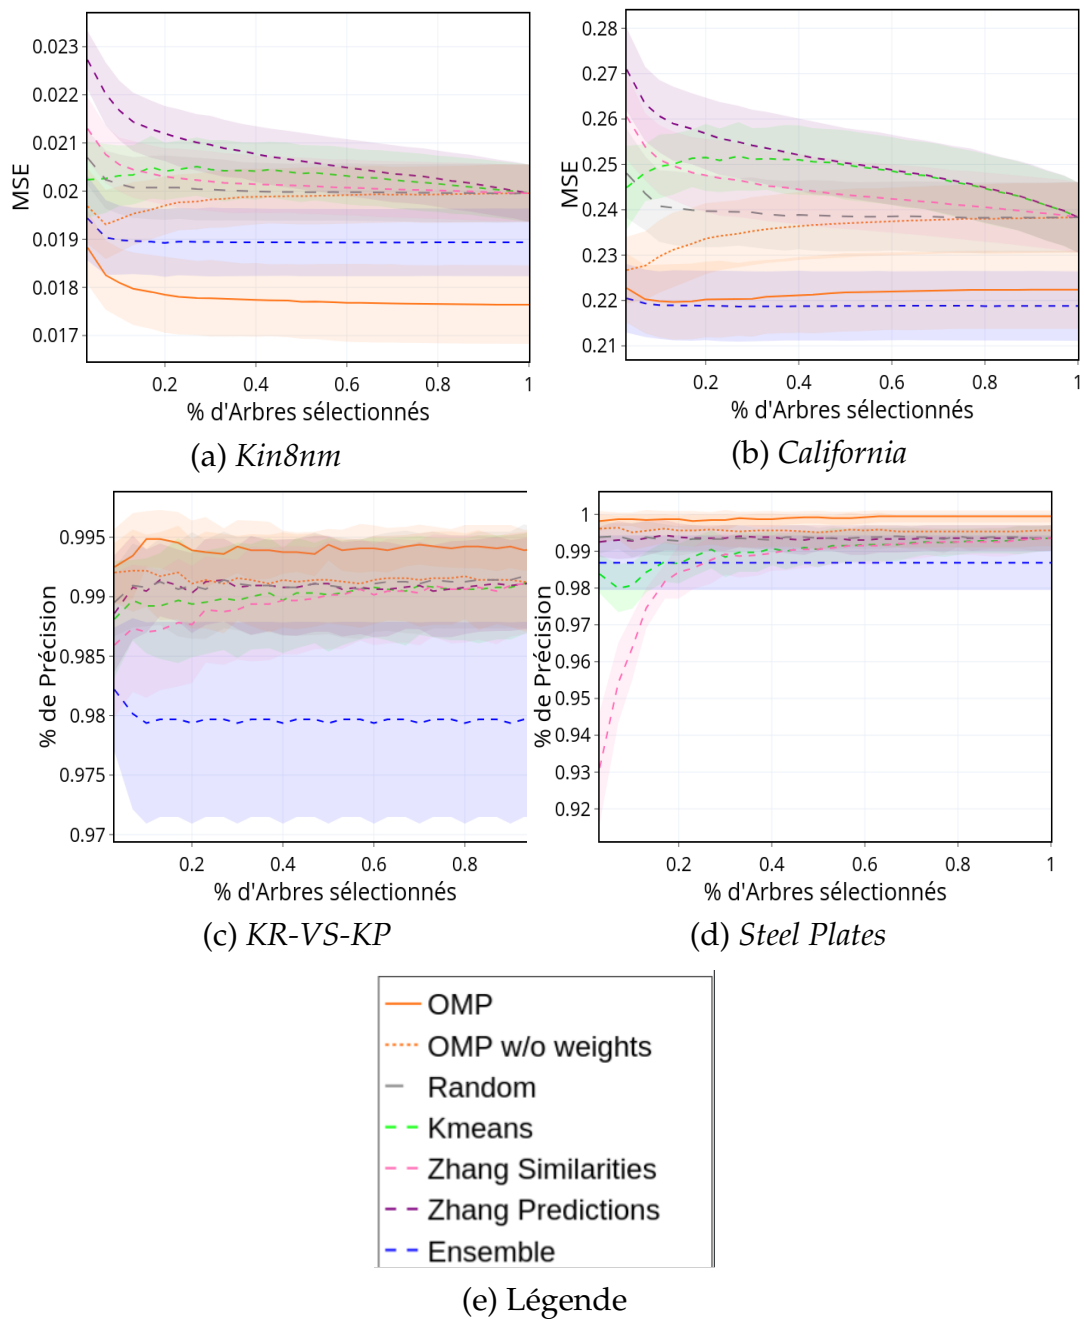 0.023
0.022
0.021
0.02
0.019
0.018
0.017
MSE
0.2 0.4 0.6 0.8 1
% d'Arbres sélectionnés
(a) Kin8nm
0.28
0.27
0.26
0.25
0.24
0.23
0.22
0.21
MSE
0.2 0.4 0.6 0.8 1
% d'Arbres sélectionnés
(b) California
0.995
0.99
0.985
0.98
0.975
0.97
% de Précision
0.2 0.4 0.6 0.8
% d'Arbres sélectionnés
(c) KR-VS-KP
1
0.99
0.98
0.97
0.96
0.95
0.94
0.93
0.92
% de Précision
0.2 0.4 0.6 0.8 1
% d'Arbres sélectionnés
(d) Steel Plates
OMP
OMP w/o weights
Random
Kmeans
Zhang Similarities
Zhang Predictions
Ensemble
(e) Légende